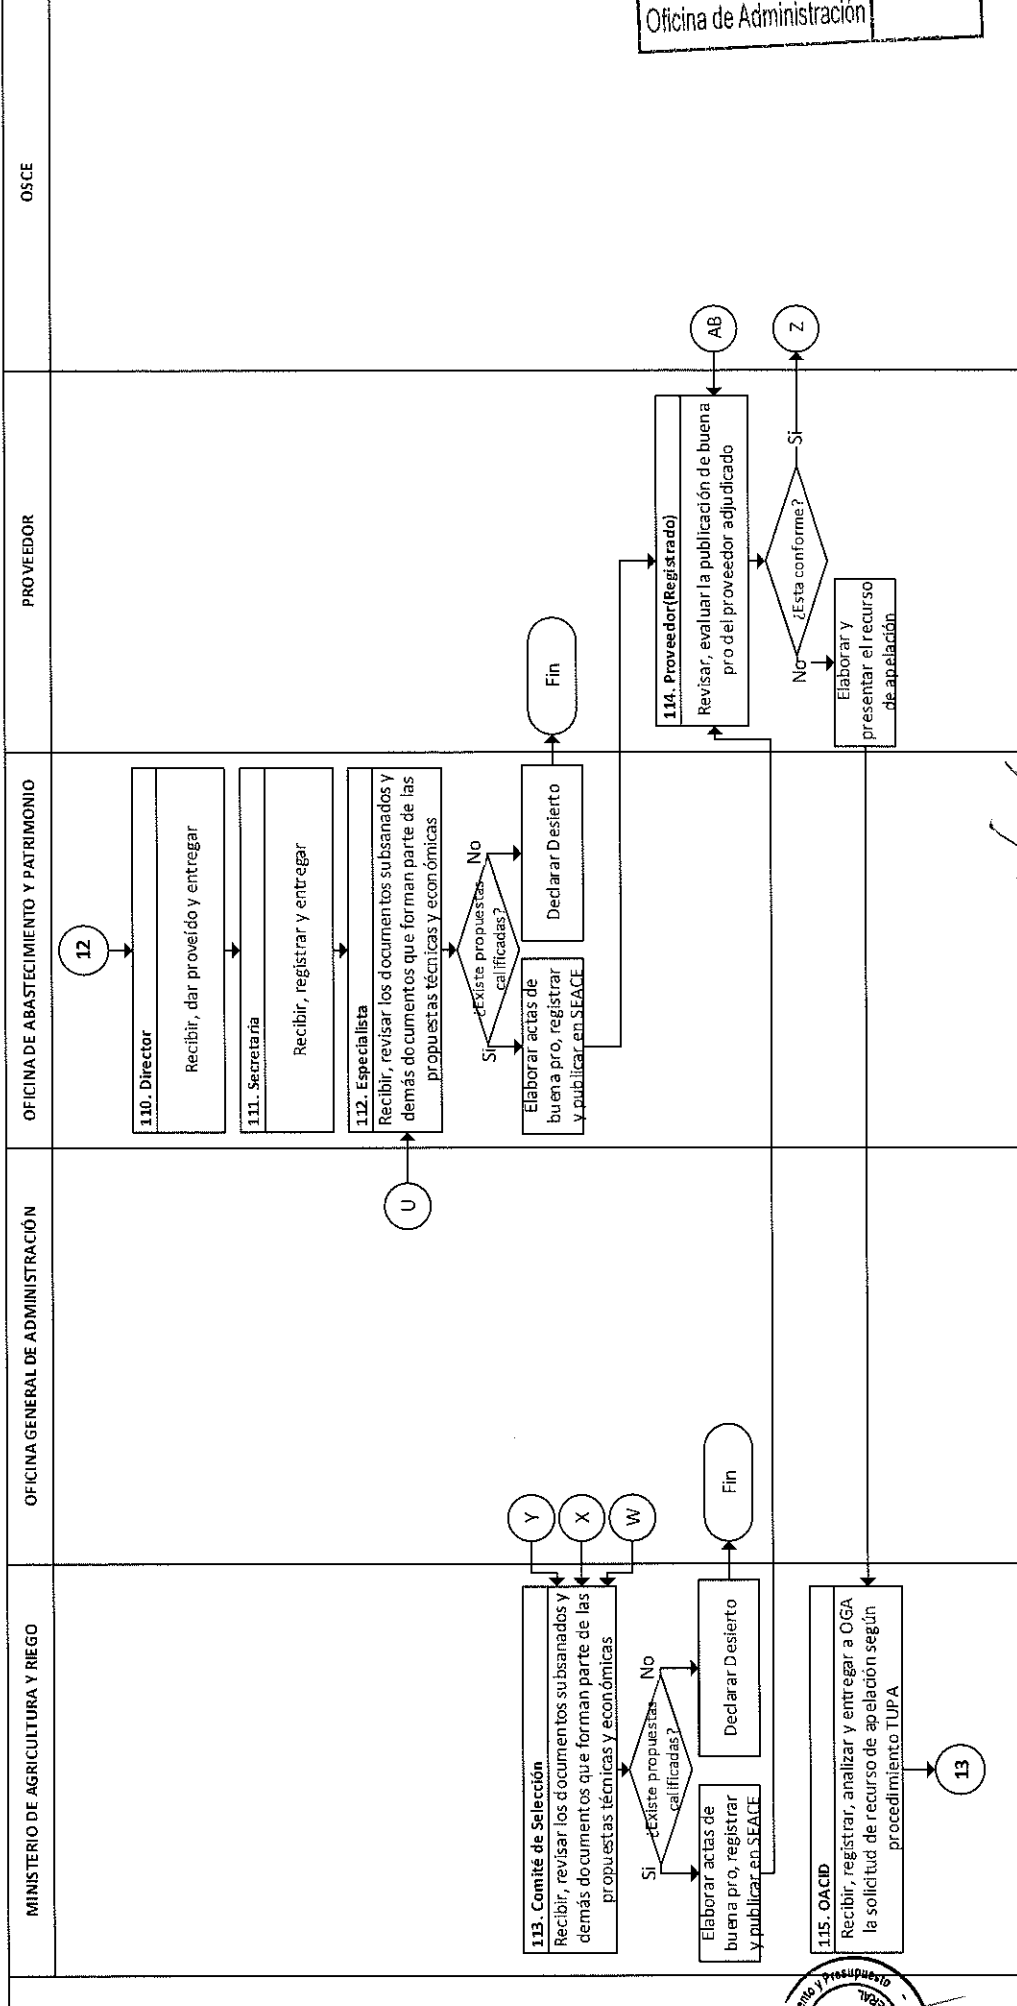 Oficina de Administración
MINISTERIO DE AGRICULTURA Y RIEGO
OFICINA GENERAL DE ADMINISTRACIÓN
OFICINA DE ABASTECIMIENTO Y PATRIMONIO
PROVEEDOR
OSCE
12
110. Director
Recibir, dar proveído y entregar
111. Secretaria
Recibir, registrar y entregar
U
112. Especialista
Recibir, revisar los documentos subsanados y
demás documentos que forman parte de las
propuestas técnicas y económicas
¿Existe propuestas
calificadas?
Si
No
Elaborar actas de
buena pro, registrar
y publicar en SEACE
Declarar Desierto
Fin
Y
X
W
113. Comité de Selección
Recibir, revisar los documentos subsanados y
demás documentos que forman parte de las
propuestas técnicas y económicas
¿Existe propuestas
calificadas?
Si
No
Elaborar actas de
buena pro, registrar
y publicar en SEACE
Declarar Desierto
Fin
AB
114. Proveedor(Registrado)
Revisar, evaluar la publicación de buena
pro del proveedor adjudicado
¿Esta conforme?
Si
Z
No
Elaborar y
presentar el recurso
de apelación
115. OACID
Recibir, registrar, analizar y entregar a OGA
la solicitud de recurso de apelación según
procedimiento TUPA
13
y Presupuesto